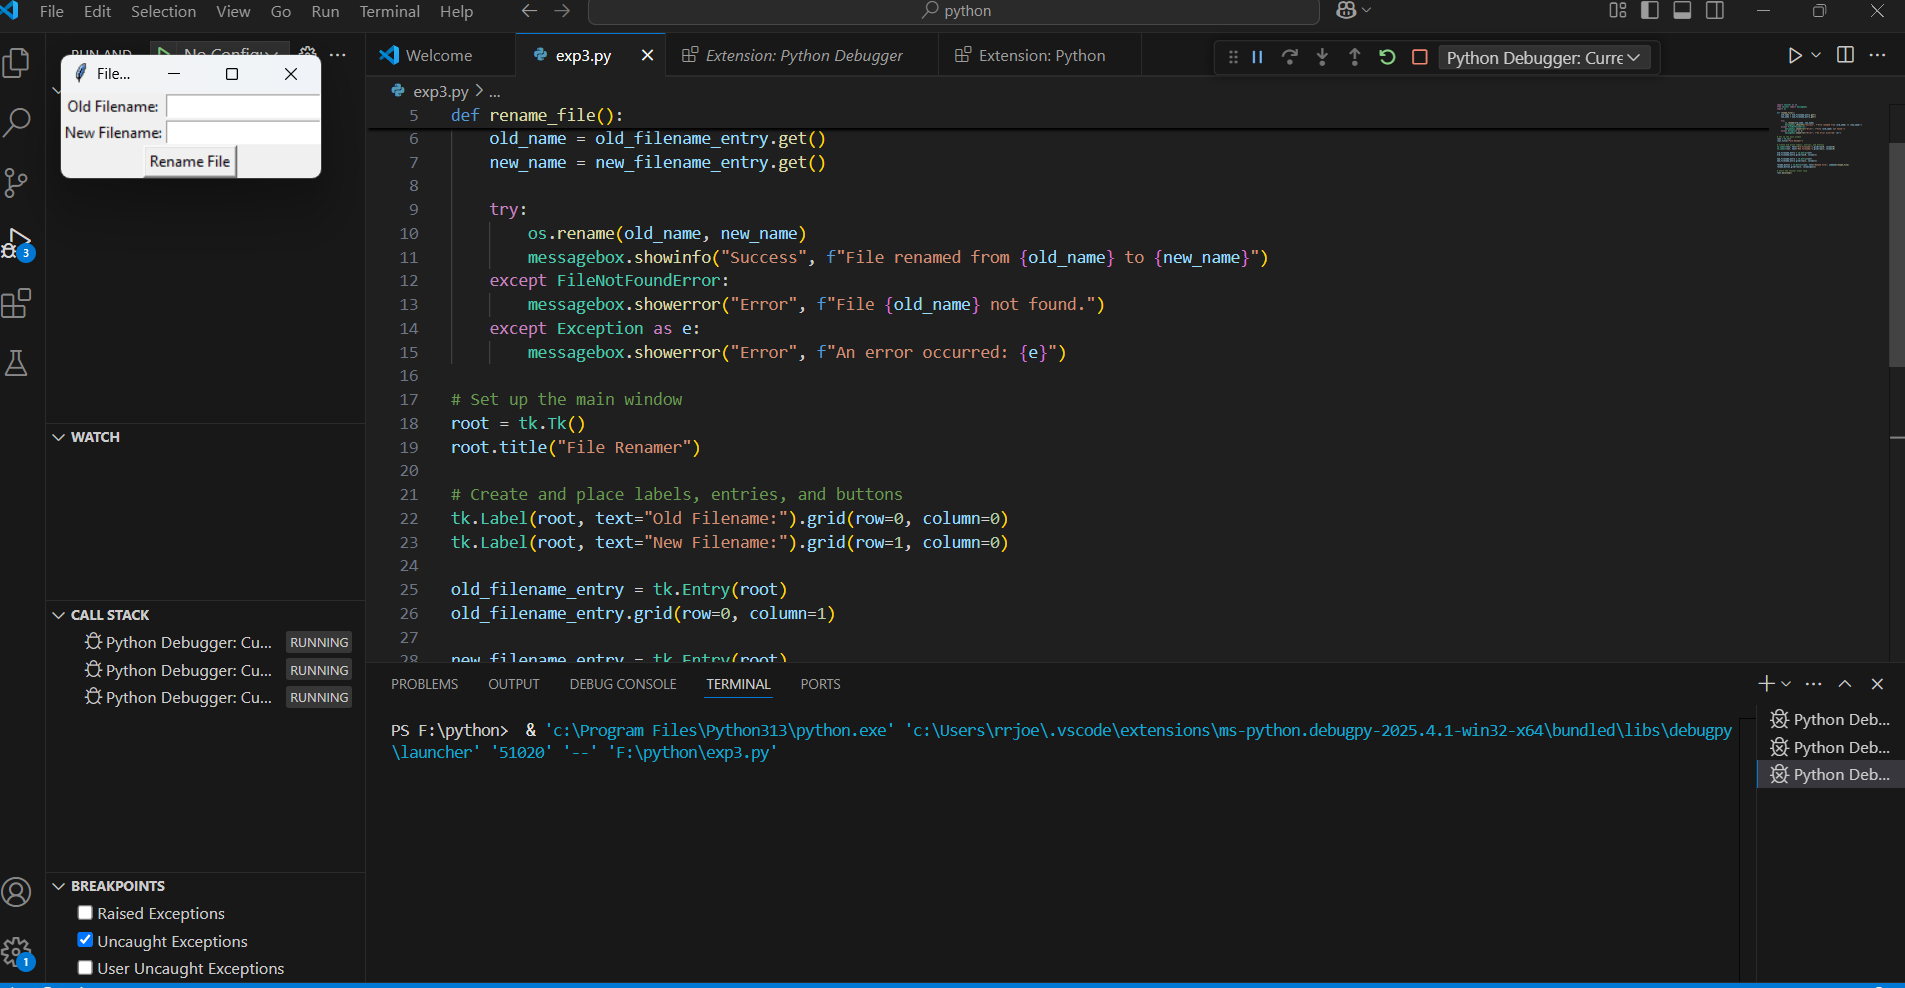 File Edit Selection View Go Run Terminal Help
python
Welcome
exp3.py
Extension: Python Debugger
Extension: Python
Python Debugger: Curre
File...
Old Filename:
New Filename:
Rename File
exp3.py > ...
5 def rename_file():
6 old_name = old_filename_entry.get()
7 new_name = new_filename_entry.get()
8
9 try:
10 os.rename(old_name, new_name)
11 messagebox.showinfo("Success", f"File renamed from {old_name} to {new_name}")
12 except FileNotFoundError:
13 messagebox.showerror("Error", f"File {old_name} not found.")
14 except Exception as e:
15 messagebox.showerror("Error", f"An error occurred: {e}")
16
17 # Set up the main window
18 root = tk.Tk()
19 root.title("File Renamer")
20
21 # Create and place labels, entries, and buttons
22 tk.Label(root, text="Old Filename:").grid(row=0, column=0)
23 tk.Label(root, text="New Filename:").grid(row=1, column=0)
24
25 old_filename_entry = tk.Entry(root)
26 old_filename_entry.grid(row=0, column=1)
27
28 new_filename_entry = tk.Entry(root)
3
WATCH
CALL STACK
Python Debugger: Cu... RUNNING
Python Debugger: Cu... RUNNING
Python Debugger: Cu... RUNNING
BREAKPOINTS
Raised Exceptions
Uncaught Exceptions
User Uncaught Exceptions
1
PROBLEMS OUTPUT DEBUG CONSOLE TERMINAL PORTS
PS F:\python> & 'c:\Program Files\Python313\python.exe' 'c:\Users\rrjoe\.vscode\extensions\ms-python.debugpy-2025.4.1-win32-x64\bundled\libs\debugpy
\launcher' '51020' '--' 'F:\python\exp3.py'
Python Deb...
Python Deb...
Python Deb...